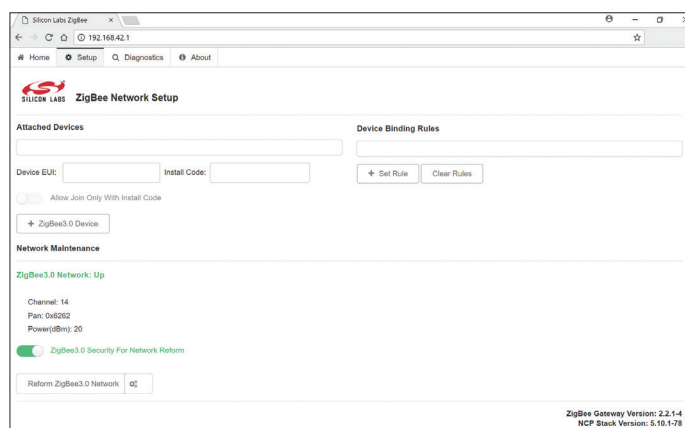 Silicon Labs ZigBee
192.168.42.1
Home Setup Diagnostics About
SILICON LABS ZigBee Network Setup
Attached Devices
Device Binding Rules
Device EUI: Install Code:
+ Set Rule Clear Rules
Allow Join Only With Install Code
+ ZigBee3.0 Device
Network Maintenance
ZigBee3.0 Network: Up
Channel: 14
Pan: 0x6262
Power(dBm): 20
ZigBee3.0 Security For Network Reform
Reform ZigBee3.0 Network
ZigBee Gateway Version: 2.2.1-4
NCP Stack Version: 5.10.1-78